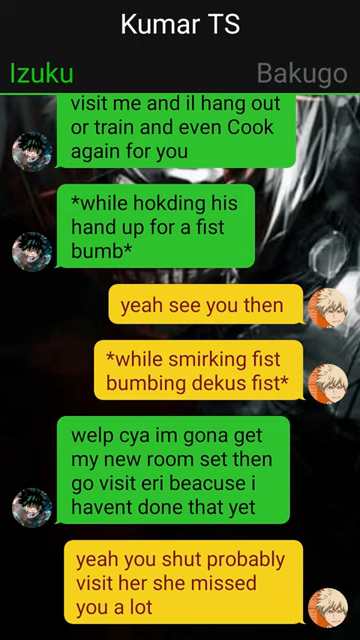 Kumar TS
Izuku
Bakugo
visit me and il hang out
or train and even Cook
again for you
*while hokding his
hand up for a fist
bumb*
yeah see you then
*while smirking fist
bumbing dekus fist*
welp cya im gona get
my new room set then
go visit eri beacuse i
havent done that yet
yeah you shut probably
visit her she missed
you a lot